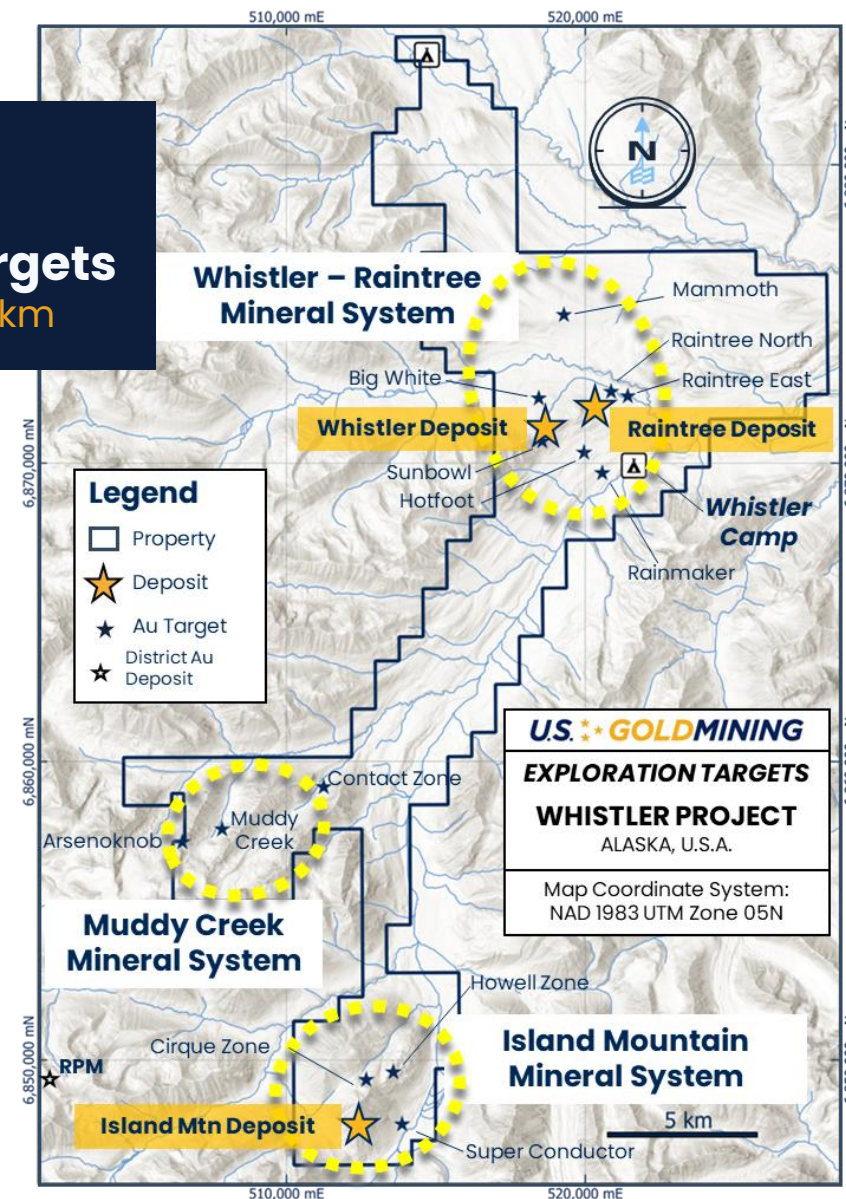 510,000 mE
520,000 mE
N
km
Whistler – Raintree
Mineral System
Mammoth
Raintree North
Big White
Raintree East
Whistler Deposit
Raintree Deposit
Sunbowl
Hotfoot
Whistler
Camp
Rainmaker
6,870,000 mN
Legend
Property
Deposit
Au Target
District Au
Deposit
U.S. GOLDMINING
EXPLORATION TARGETS
WHISTLER PROJECT
ALASKA, U.S.A.
Map Coordinate System:
NAD 1983 UTM Zone 05N
6,860,000 mN
Contact Zone
Muddy
Creek
Arsenoknob
Muddy Creek
Mineral System
Howell Zone
Cirque Zone
Island Mountain
Mineral System
6,850,000 mN
RPM
Island Mtn Deposit
5 km
Super Conductor
510,000 mE
520,000 mE